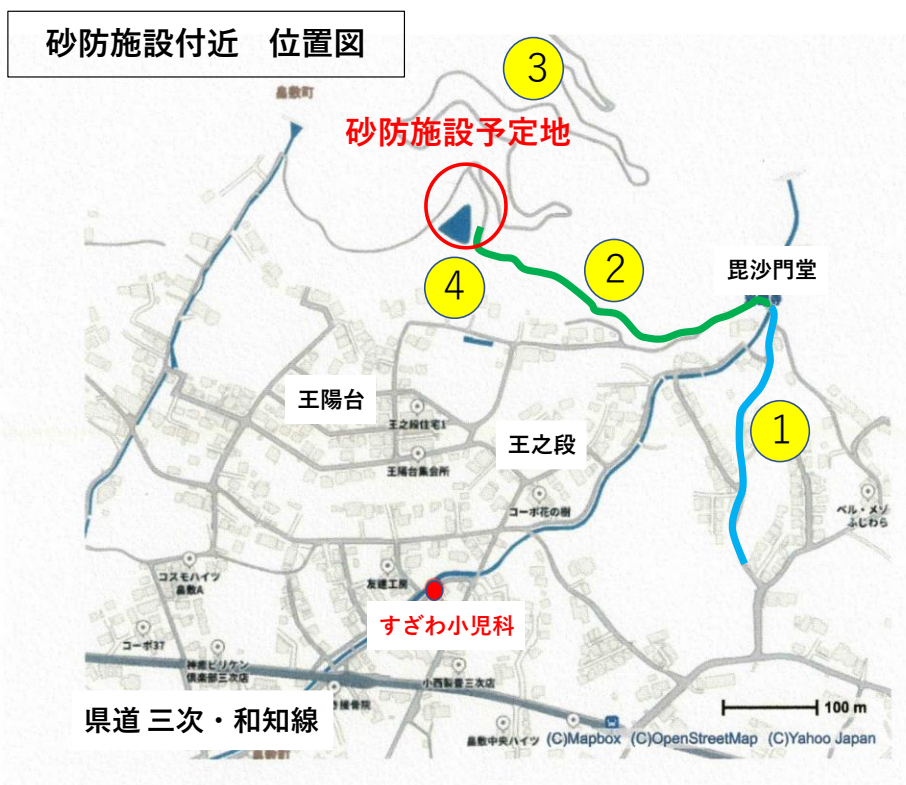 砂防施設付近 位置図
③
畠敷町
砂防施設予定地
毘沙門堂
②
④
王陽台
王之段住宅1
①
王之段
王陽台集会所
コーポ花の樹
ベル・メゾ
ふじわら
コスモハイツ
畠敷A
友建工房
すざわ小児科
コーポ37
神産ビリケン
倶楽部三次店
小西製畳三次店
接骨院
100 m
県道 三次・和知線
畠敷中央ハイツ
(C)Mapbox (C)OpenStreetMap (C)Yahoo Japan